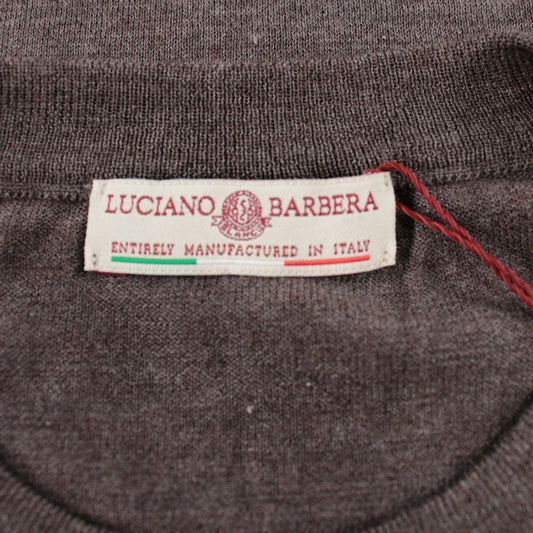 LUCIANO BARBERA
ENTIRELY MANUFACTURED IN ITALY